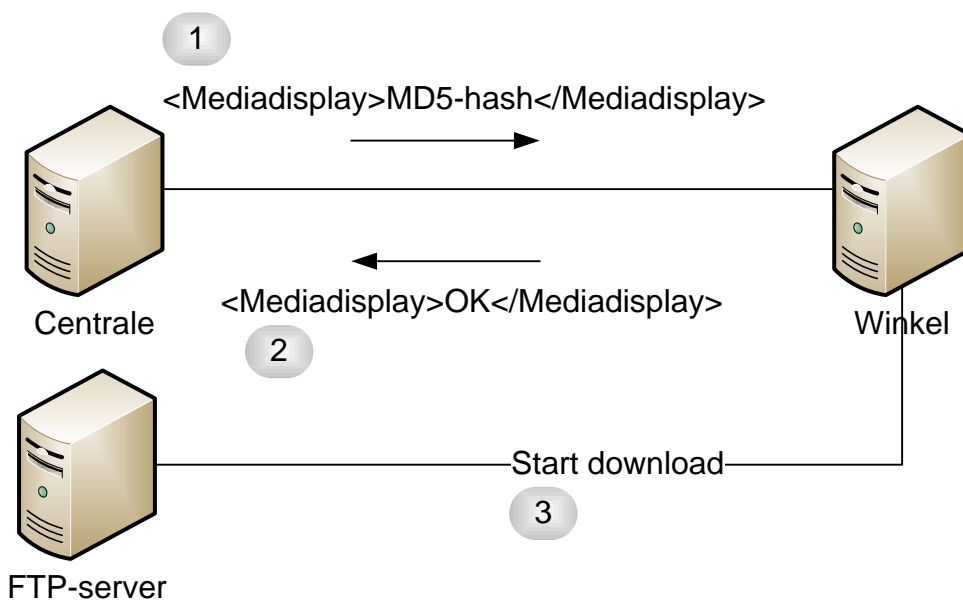 1
<Mediadisplay>MD5-hash</Mediadisplay>
<Mediadisplay>OK</Mediadisplay>
Centrale
Winkel
2
Start download
3
FTP-server